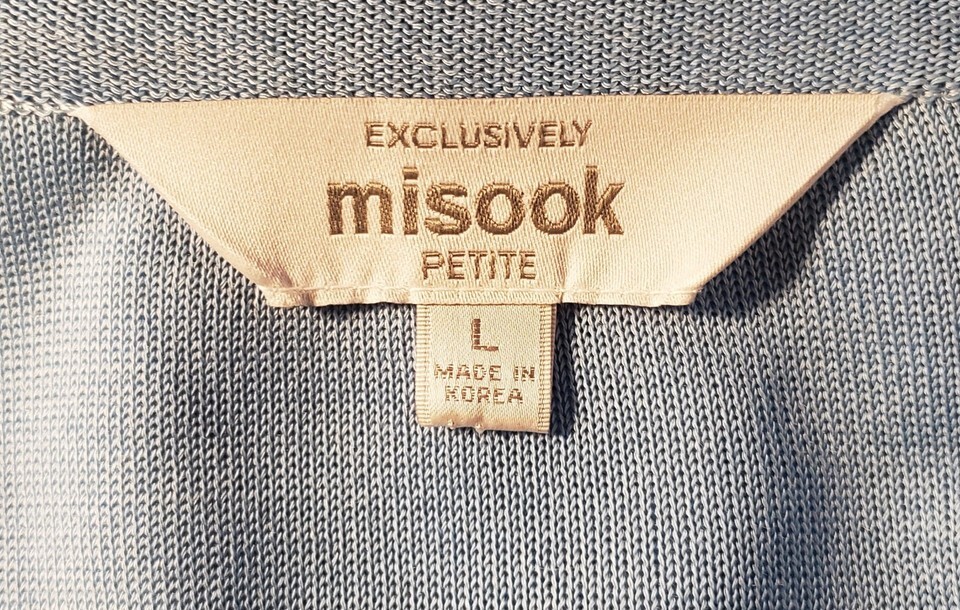 EXCLUSIVELY
misook
PETITE
L
MADE IN
KOREA